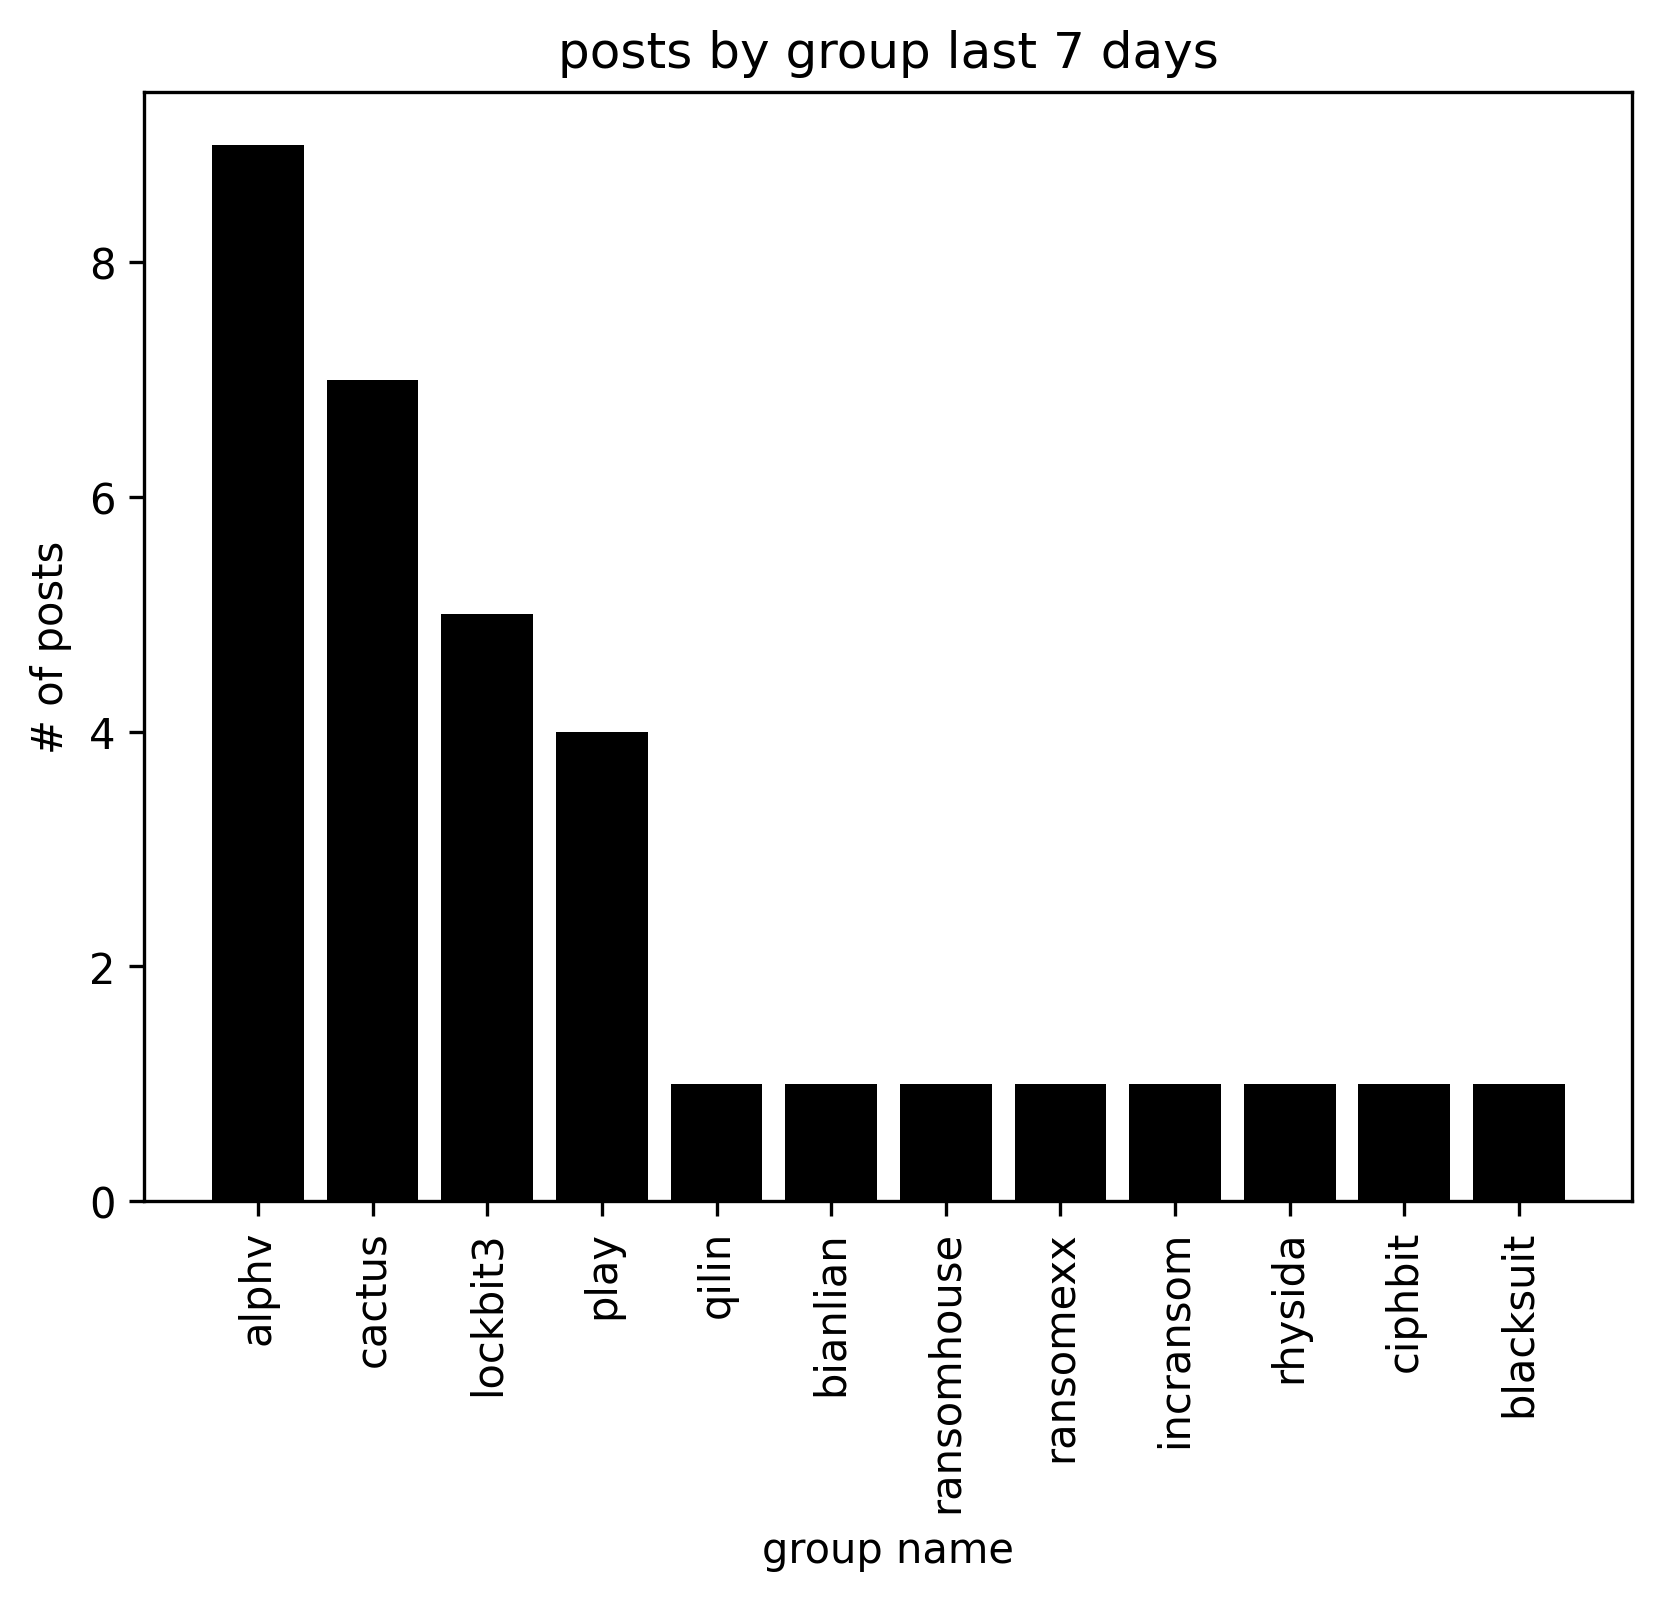 posts by group last 7 days
# of posts
8
6
4
2
0
alphv
cactus
lockbit3
play
qilin
bianlian
ransomhouse
ransomexx
incransom
rhysida
ciphbit
blacksuit
group name